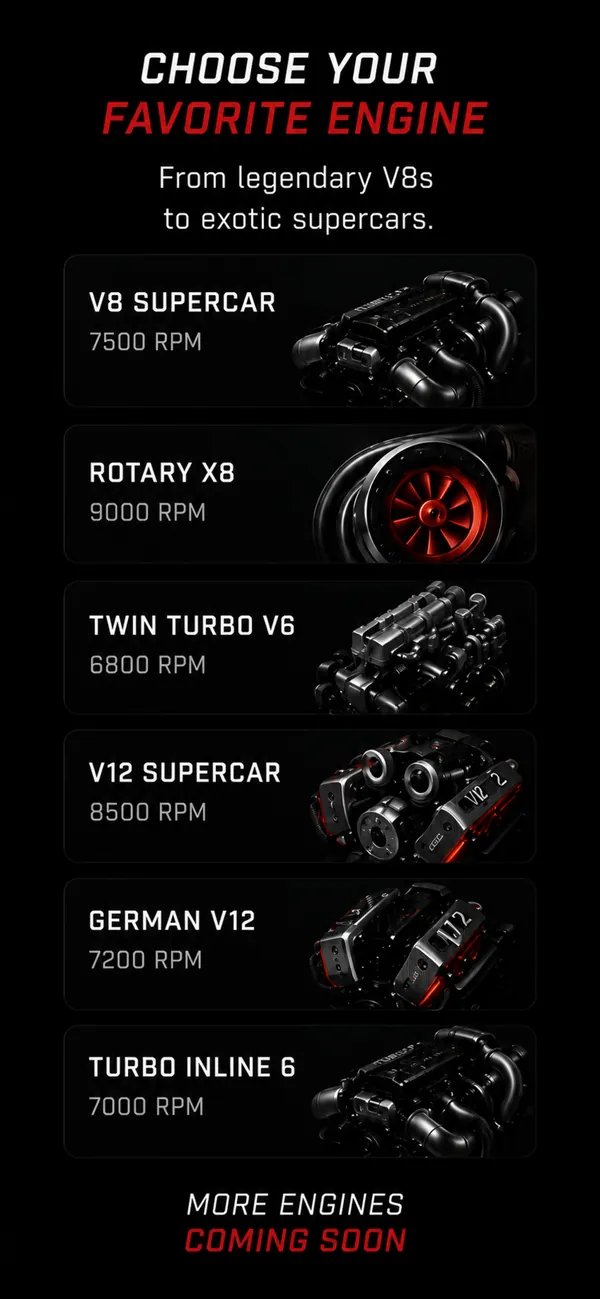 CHOOSE YOUR
FAVORITE ENGINE
From legendary V8s
to exotic supercars.
V8 SUPERCAR
7500 RPM
ROTARY X8
9000 RPM
TWIN TURBO V6
6800 RPM
V12 SUPERCAR
8500 RPM
V12 2
GERMAN V12
7200 RPM
TURBO INLINE 6
7000 RPM
MORE ENGINES
COMING SOON